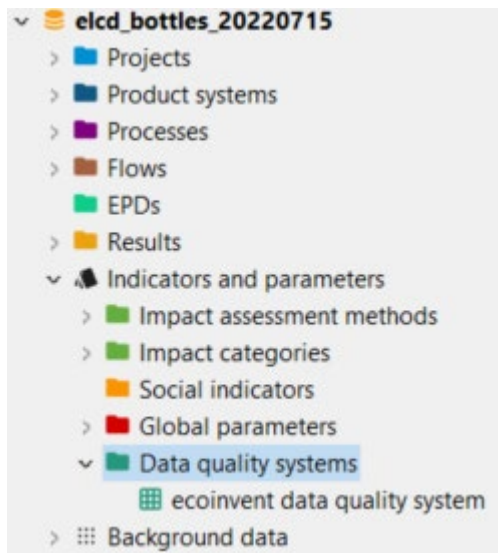 elcd_bottles_20220715
Projects
Product systems
Processes
Flows
EPDs
Results
Indicators and parameters
Impact assessment methods
Impact categories
Social indicators
Global parameters
Data quality systems
ecoinvent data quality system
Background data